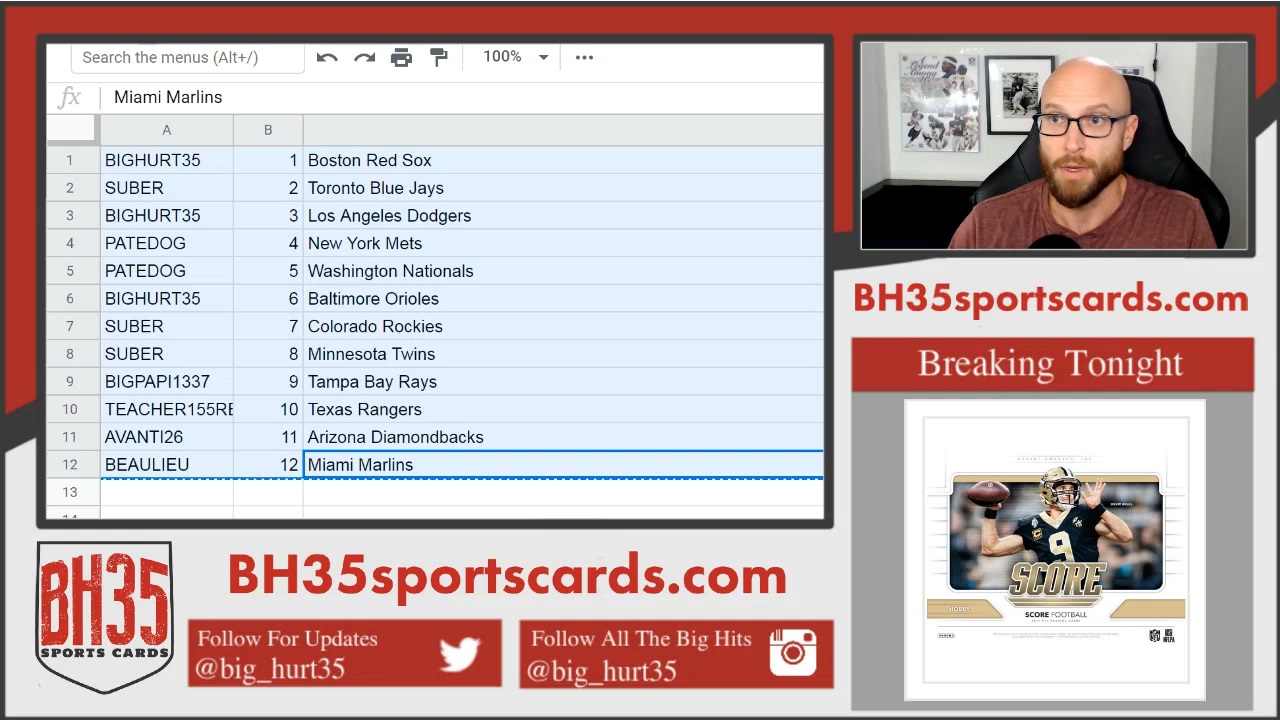 Search the menus (Alt+/)
100%
fx
Miami Marlins
A B
1 BIGHURT35 1 Boston Red Sox
2 SUBER 2 Toronto Blue Jays
3 BIGHURT35 3 Los Angeles Dodgers
4 PATEDOG 4 New York Mets
5 PATEDOG 5 Washington Nationals
6 BIGHURT35 6 Baltimore Orioles
7 SUBER 7 Colorado Rockies
8 SUBER 8 Minnesota Twins
9 BIGPAPI1337 9 Tampa Bay Rays
10 TEACHER155RE 10 Texas Rangers
11 AVANTI26 11 Arizona Diamondbacks
12 BEAULIEU 12 Miami Marlins
13
BH35sportscards.com
Breaking Tonight
9
SCORE
HOBBY
SCORE FOOTBALL
BH35
SPORTS CARDS
BH35sportscards.com
Follow For Updates
@big_hurt35
Follow All The Big Hits
@big_hurt35